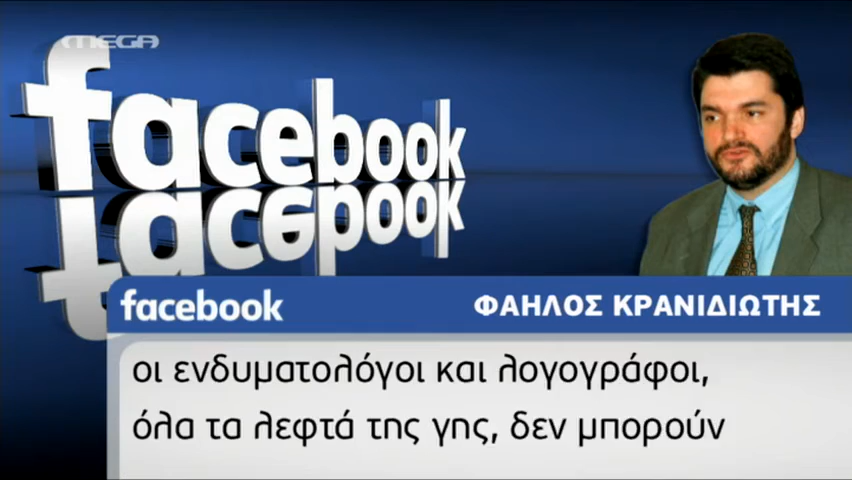 MEGA
facebook
facebook
facebook ΦΑΗΛΟΣ ΚΡΑΝΙΔΙΩΤΗΣ
οι ενδυματολόγοι και λογογράφοι,
όλα τα λεφτά της γης, δεν μπορούν